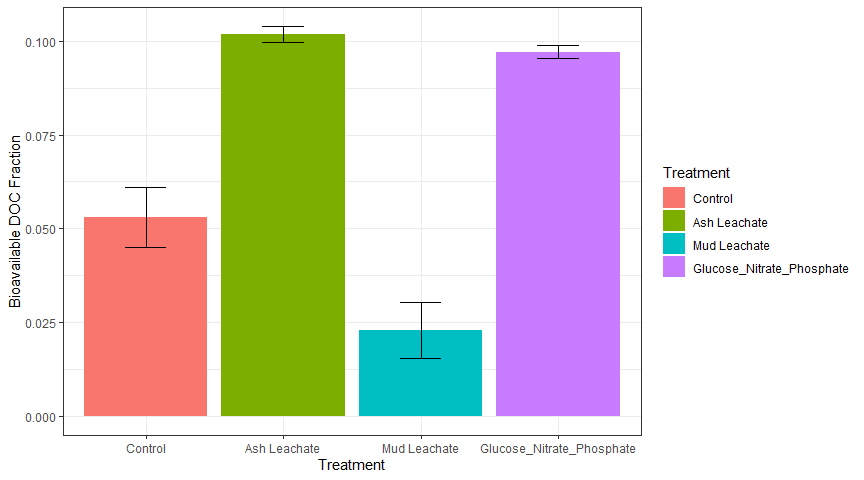 Bioavailable DOC Fraction
0.100
0.075
0.050
0.025
0.000
Control
Ash Leachate
Mud Leachate
Glucose_Nitrate_Phosphate
Treatment
Treatment
Control
Ash Leachate
Mud Leachate
Glucose_Nitrate_Phosphate